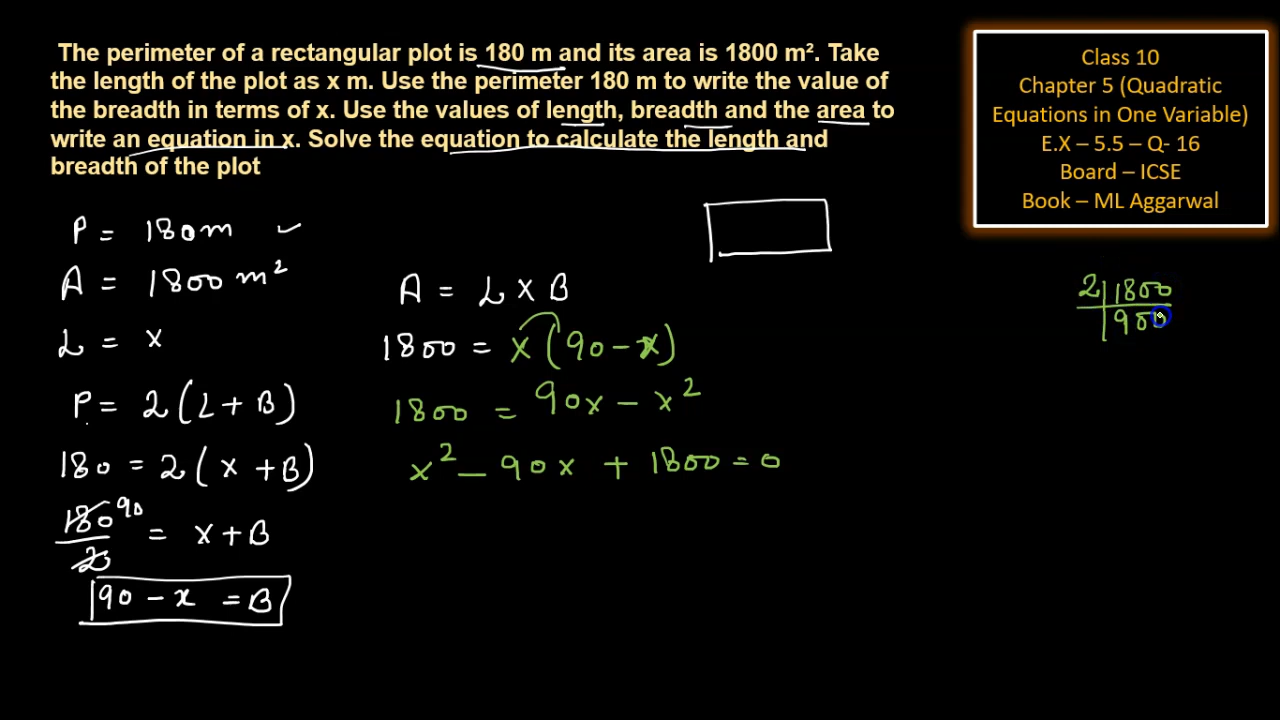 The perimeter of a rectangular plot is 180 m and its area is 1800 m². Take
the length of the plot as x m. Use the perimeter 180 m to write the value of
the breadth in terms of x. Use the values of length, breadth and the area to
write an equation in x. Solve the equation to calculate the length and
breadth of the plot
Class 10
Chapter 5 (Quadratic
Equations in One Variable)
E.X – 5.5 – Q- 16
Board – ICSE
Book – ML Aggarwal
P = 180m ✓
A = 1800 m²
L = x
P = 2 (L + B)
180 = 2 (x + B)
180/2 90 = x + B
90 - x = B
A = L × B
1800 = x (90 - x)
1800 = 90x - x²
x² - 90x + 1800 = 0
2 | 1800
| 900